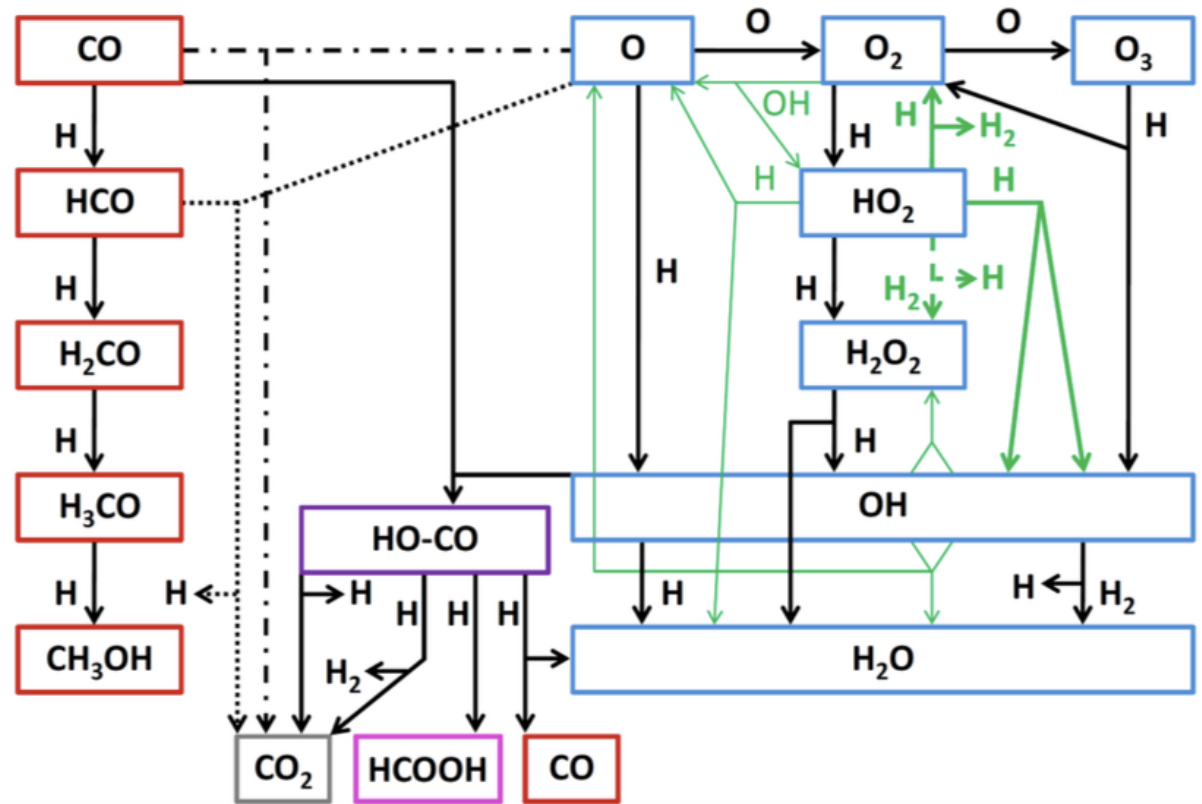 CO O O O₂ O O₃
H OH H H H₂ H
HCO H HO₂ H
H H H H₂ H
H₂CO H₂O₂
H H
H₃CO HO-CO OH
H H H H H H H H H₂
CH₃OH H₂ H₂O
CO₂ HCOOH CO